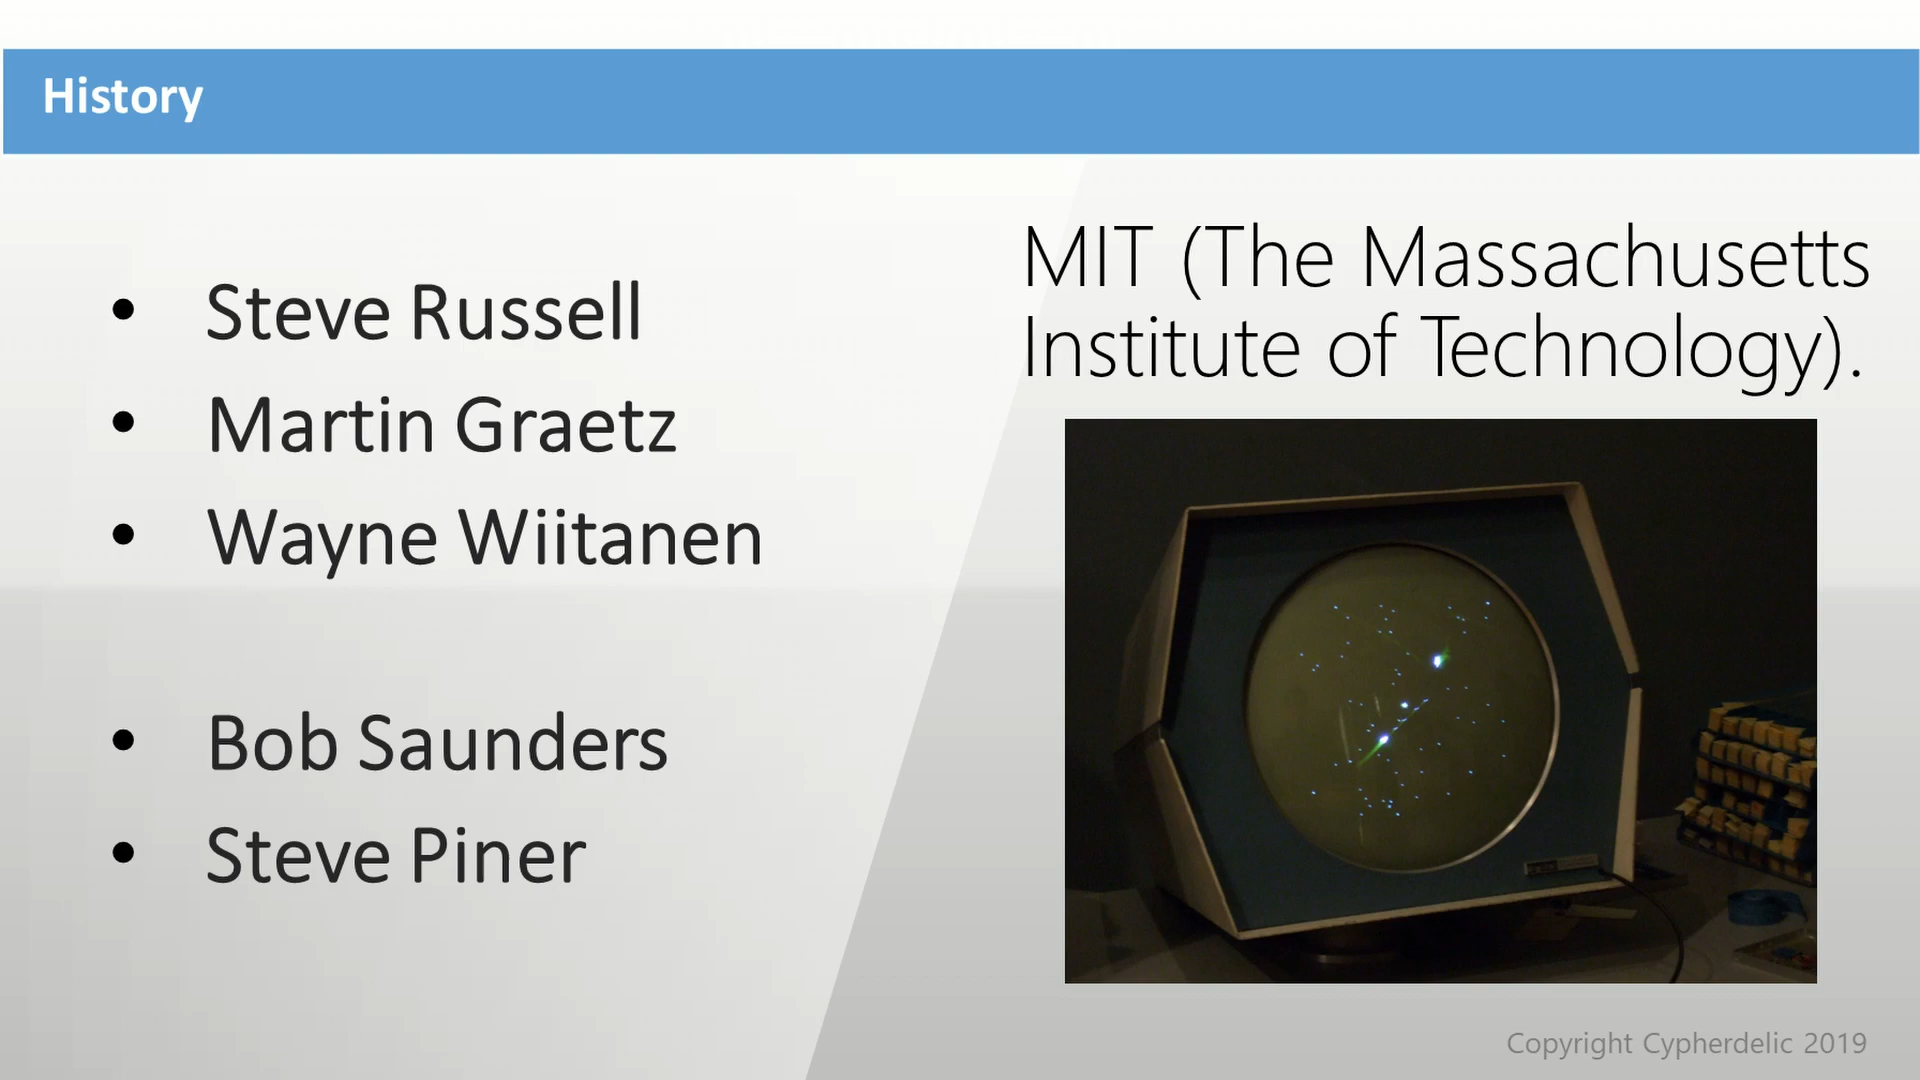 History
• Steve Russell
• Martin Graetz
• Wayne Wiitanen
• Bob Saunders
• Steve Piner
MIT (The Massachusetts
Institute of Technology).
Copyright Cypherdelic 2019